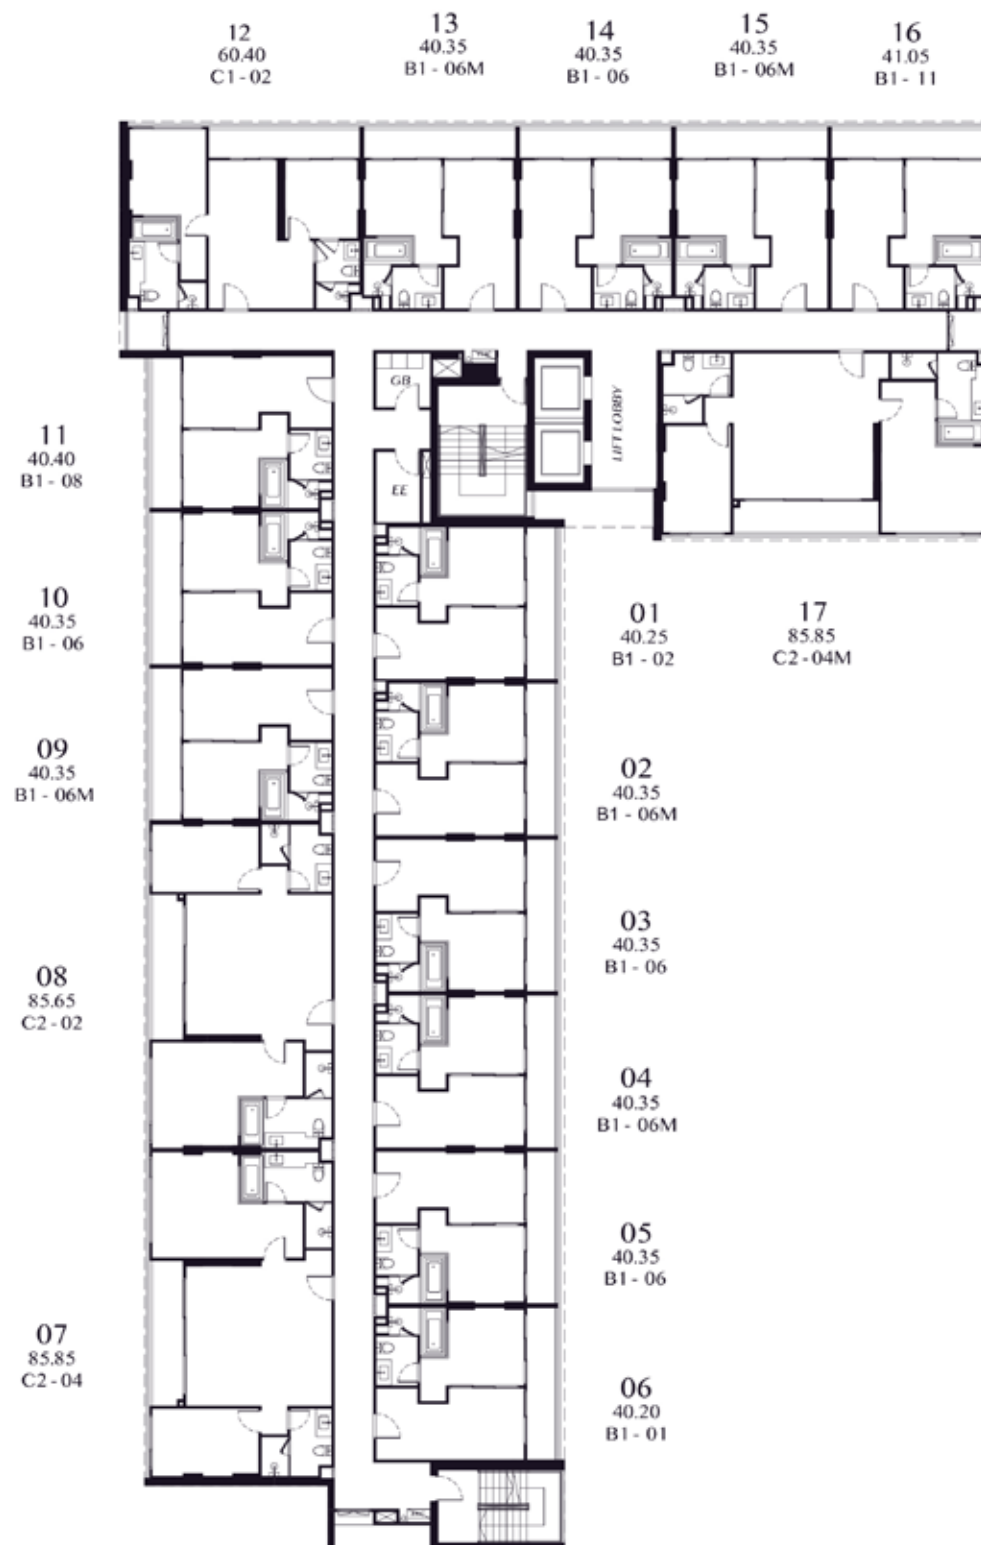 12
60.40
C1 - 02
13
40.35
B1 - 06M
14
40.35
B1 - 06
15
40.35
B1 - 06M
16
41.05
B1 - 11
GB
LIFT LOBBY
EE
11
40.40
B1 - 08
10
40.35
B1 - 06
09
40.35
B1 - 06M
08
85.65
C2 - 02
07
85.85
C2 - 04
01
40.25
B1 - 02
17
85.85
C2 - 04M
02
40.35
B1 - 06M
03
40.35
B1 - 06
04
40.35
B1 - 06M
05
40.35
B1 - 06
06
40.20
B1 - 01